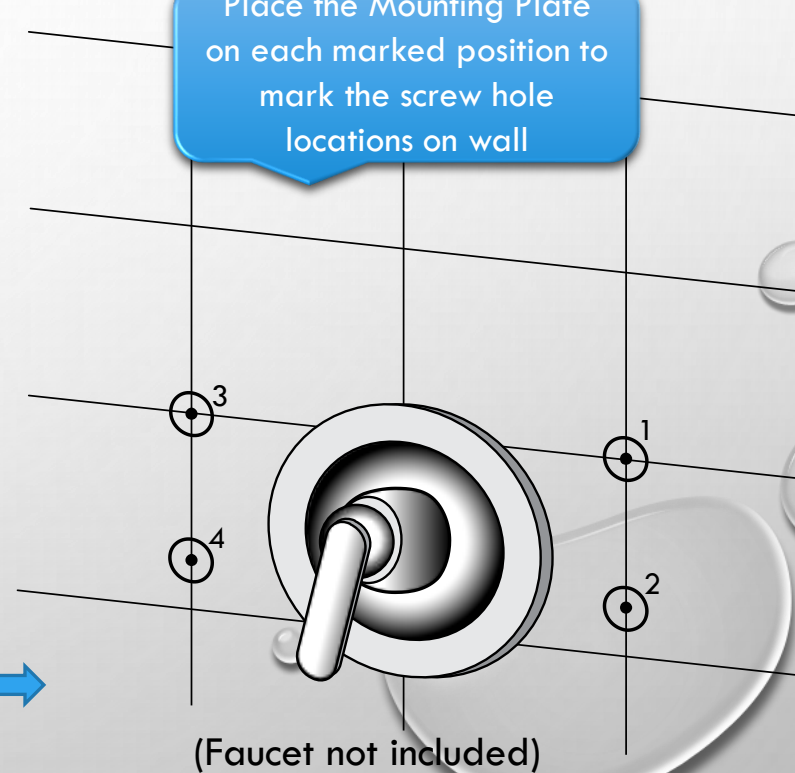 Place the Mounting Plate
on each marked position to
mark the screw hole
locations on wall
3
1
4
2
(Faucet not included)